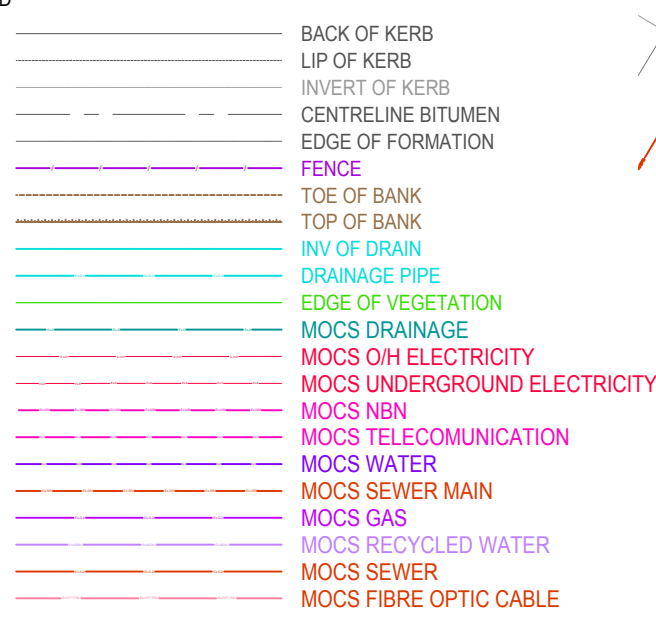 BACK OF KERB
LIP OF KERB
INVERT OF KERB
CENTRELINE BITUMEN
EDGE OF FORMATION
FENCE
TOE OF BANK
TOP OF BANK
INV OF DRAIN
DRAINAGE PIPE
EDGE OF VEGETATION
MOCS DRAINAGE
MOCS O/H ELECTRICITY
MOCS UNDERGROUND ELECTRICITY
MOCS NBN
MOCS TELECOMUNICATION
MOCS WATER
MOCS SEWER MAIN
MOCS GAS
MOCS RECYCLED WATER
MOCS SEWER
MOCS FIBRE OPTIC CABLE